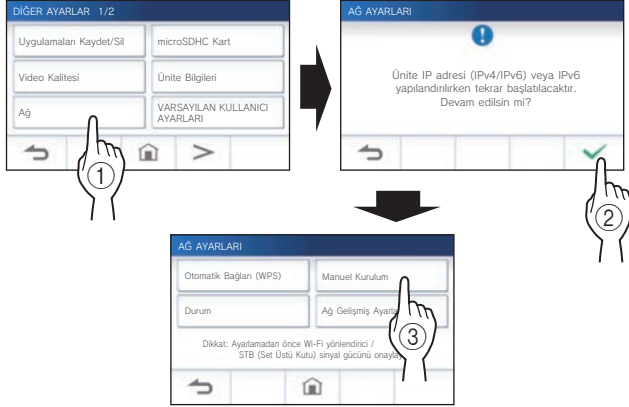 DİĞER AYARLAR 1/2
Uygulamaları Kaydet/Sil
microSDHC Kart
Video Kalitesi
Ünite Bilgileri
Ağ
VARSAYILAN KULLANICI
AYARLARI
1
AĞ AYARLARI
Ünite IP adresi (IPv4/IPv6) veya IPv6
yapılandırılırken tekrar başlatılacaktır.
Devam edilsin mi?
2
AĞ AYARLARI
Otomatik Bağlan (WPS)
Manuel Kurulum
Durum
Ağ Gelişmiş
3
Dikkat: Ayarlamadan önce Wi-Fi yönlendirici /
STB (Set Üstü Kutu) sinyal gücünü